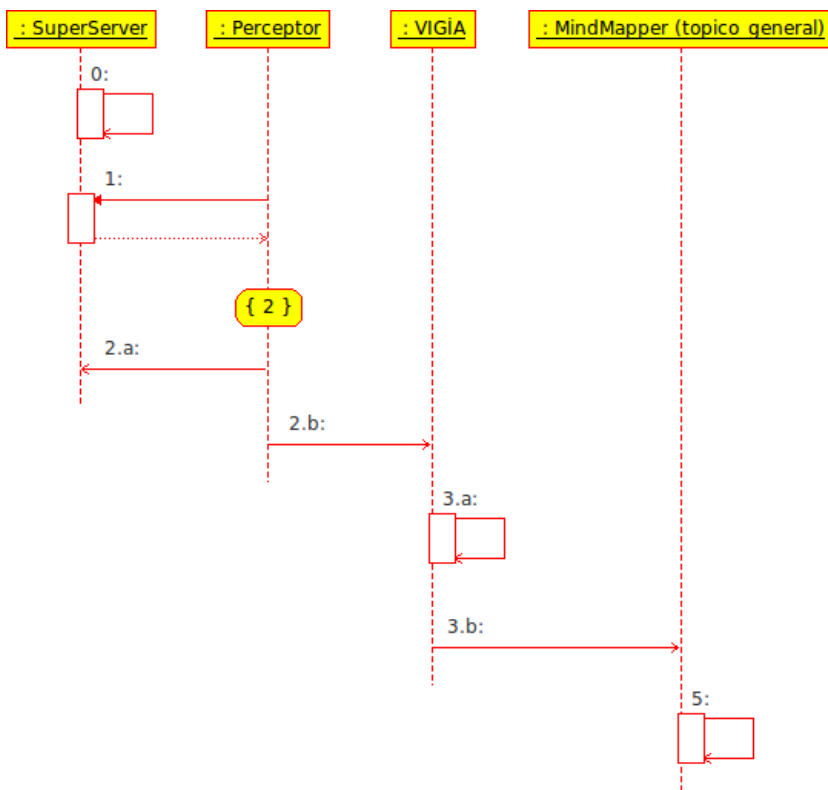 : SuperServer
: Perceptor
: VIGÍA
: MindMapper (topico general)
0:
1:
{ 2 }
2.a:
2.b:
3.a:
3.b:
5: